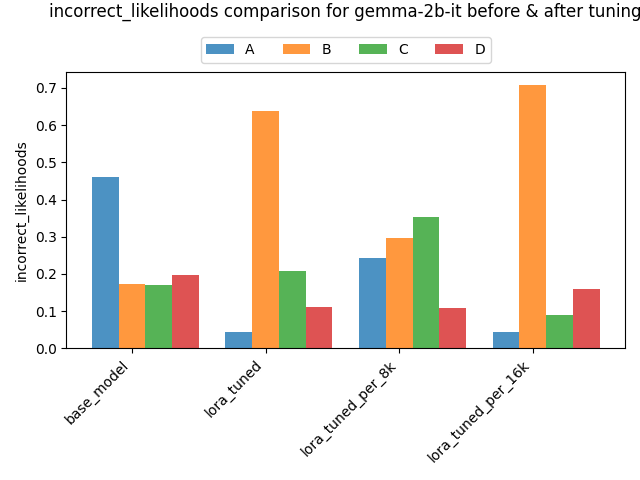 incorrect_likelihoods comparison for gemma-2b-it before & after tuning
A B C D
incorrect_likelihoods
0.7
0.6
0.5
0.4
0.3
0.2
0.1
0.0
base_model
lora_tuned
lora_tuned_per_8k
lora_tuned_per_16k